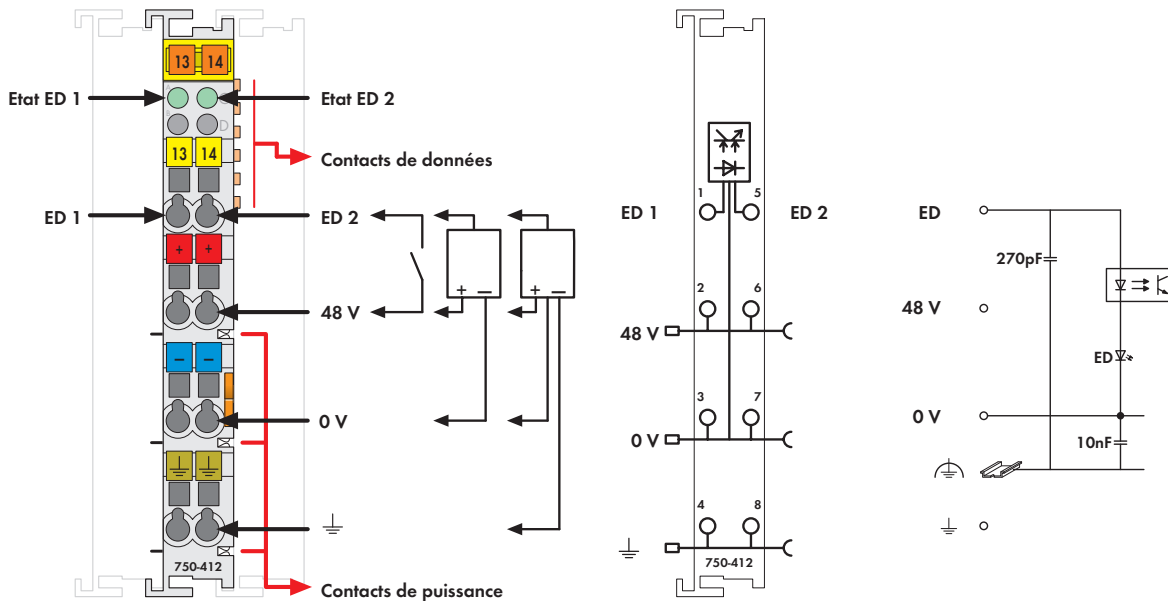 13 14
Etat ED 1
Etat ED 2
D
13 14
Contacts de données
ED 1
ED 2
+ +
+ −
+ −
48 V
− −
0 V
750-412
Contacts de puissance
1 5
ED 1
ED 2
2 6
48 V
3 7
0 V
4 8
750-412
ED
270pF
48 V
ED
0 V
10nF